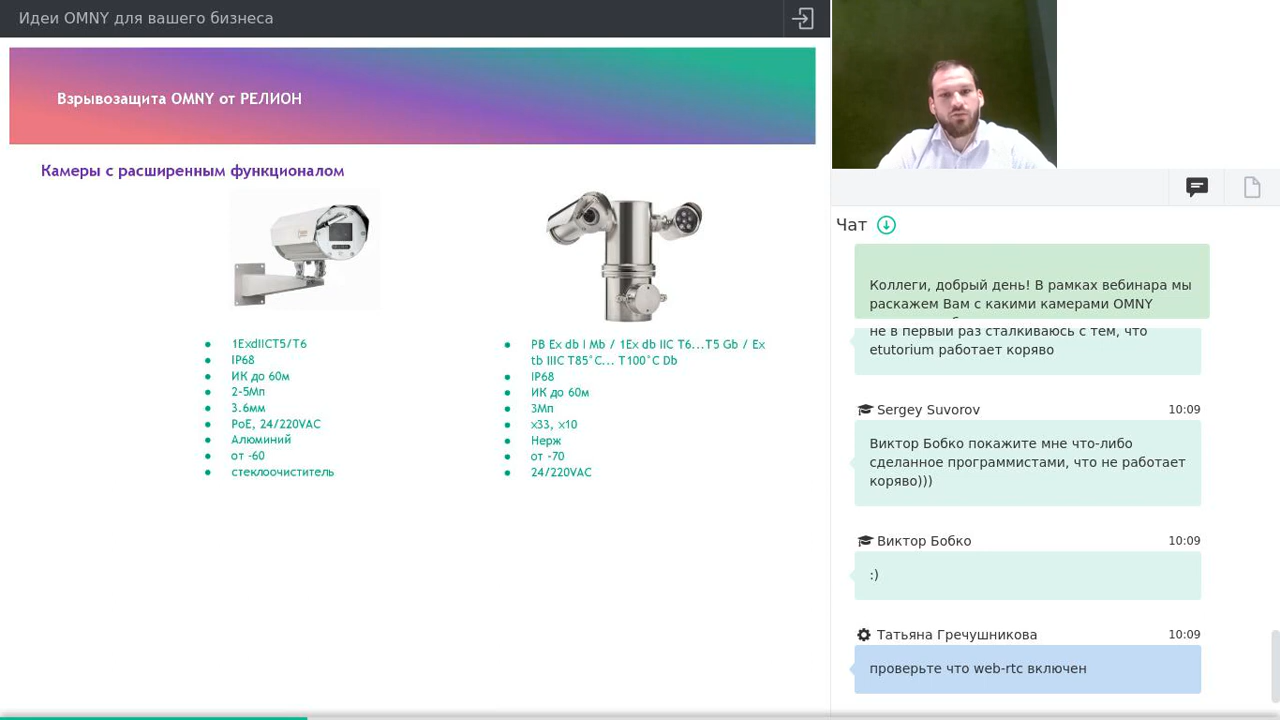 Идеи OMNY для вашего бизнеса
Взрывозащита OMNY от РЕЛИОН
Камеры с расширенным функционалом
1ExdIICT5/T6
IP68
ИК до 60м
2-5Мп
3.6мм
PoE, 24/220VAC
Алюминий
от -60
стеклоочиститель
PB Ex db I Mb / 1Ex db IIC T6...T5 Gb / Ex
tb IIIC T85˚C... T100˚C Db
IP68
ИК до 60м
3Мп
x33, x10
Нерж
от -70
24/220VAC
Чат
Коллеги, добрый день! В рамках вебинара мы
раскажем Вам с какими камерами OMNY
не в первый раз сталкиваюсь с тем, что
etutorium работает коряво
Sergey Suvorov 10:09
Виктор Бобко покажите мне что-либо
сделанное программистами, что не работает
коряво)))
Виктор Бобко 10:09
:)
Татьяна Гречушникова 10:09
проверьте что web-rtc включен